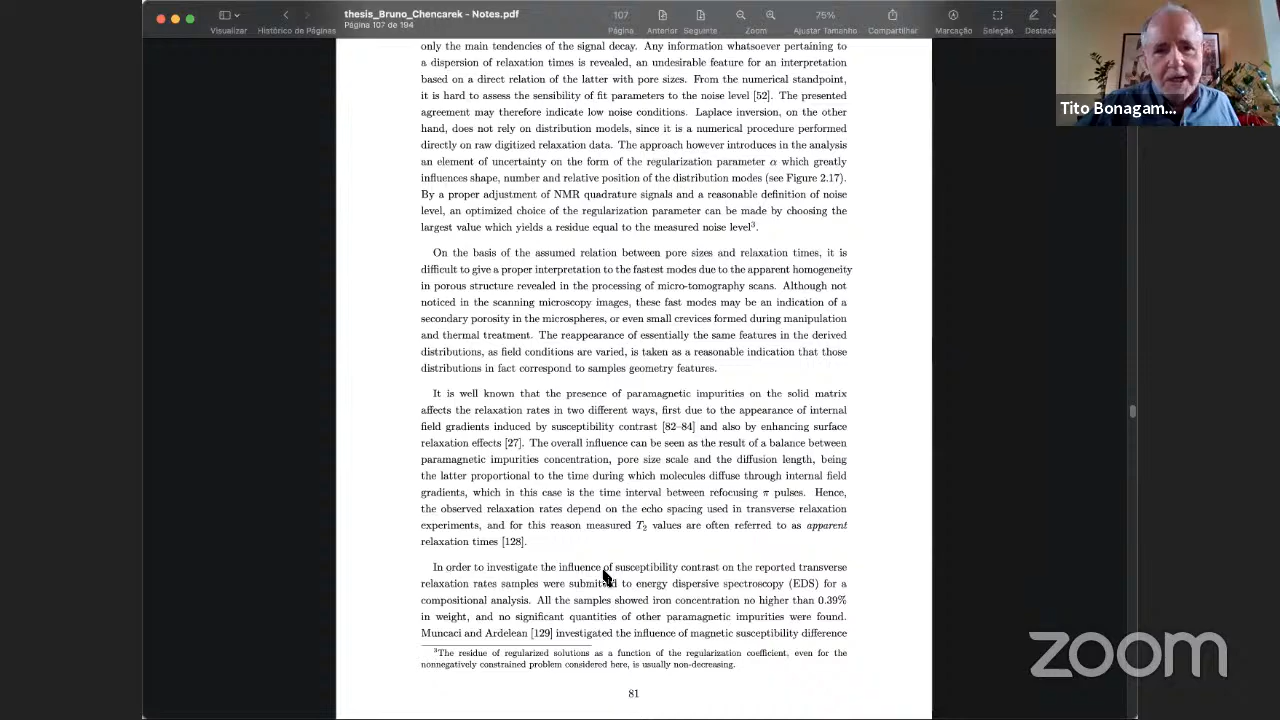 thesis_Bruno_Chencarek - Notes.pdf
Página 107 de 194
107
75%
Visualizar
Histórico de Páginas
Página
Anterior
Seguinte
Zoom
Ajustar Tamanho
Compartilhar
Marcação
Seleção
Destaca
Tito Bonagam...
only the main tendencies of the signal decay. Any information whatsoever pertaining to
a dispersion of relaxation times is revealed, an undesirable feature for an interpretation
based on a direct relation of the latter with pore sizes. From the numerical standpoint,
it is hard to assess the sensibility of fit parameters to the noise level [52]. The presented
agreement may therefore indicate low noise conditions. Laplace inversion, on the other
hand, does not rely on distribution models, since it is a numerical procedure performed
directly on raw digitized relaxation data. The approach however introduces in the analysis
an element of uncertainty on the form of the regularization parameter α which greatly
influences shape, number and relative position of the distribution modes (see Figure 2.17).
By a proper adjustment of NMR quadrature signals and a reasonable definition of noise
level, an optimized choice of the regularization parameter can be made by choosing the
largest value which yields a residue equal to the measured noise level³.
On the basis of the assumed relation between pore sizes and relaxation times, it is
difficult to give a proper interpretation to the fastest modes due to the apparent homogeneity
in porous structure revealed in the processing of micro-tomography scans. Although not
noticed in the scanning microscopy images, these fast modes may be an indication of a
secondary porosity in the microspheres, or even small crevices formed during manipulation
and thermal treatment. The reappearance of essentially the same features in the derived
distributions, as field conditions are varied, is taken as a reasonable indication that those
distributions in fact correspond to samples geometry features.
It is well known that the presence of paramagnetic impurities on the solid matrix
affects the relaxation rates in two different ways, first due to the appearance of internal
field gradients induced by susceptibility contrast [82–84] and also by enhancing surface
relaxation effects [27]. The overall influence can be seen as the result of a balance between
paramagnetic impurities concentration, pore size scale and the diffusion length, being
the latter proportional to the time during which molecules diffuse through internal field
gradients, which in this case is the time interval between refocusing π pulses. Hence,
the observed relaxation rates depend on the echo spacing used in transverse relaxation
experiments, and for this reason measured T₂ values are often referred to as apparent
relaxation times [128].
In order to investigate the influence of susceptibility contrast on the reported transverse
relaxation rates samples were submitted to energy dispersive spectroscopy (EDS) for a
compositional analysis. All the samples showed iron concentration no higher than 0.39%
in weight, and no significant quantities of other paramagnetic impurities were found.
Muncaci and Ardelean [129] investigated the influence of magnetic susceptibility difference
³The residue of regularized solutions as a function of the regularization coefficient, even for the
nonnegatively constrained problem considered here, is usually non-decreasing.
81
zoom